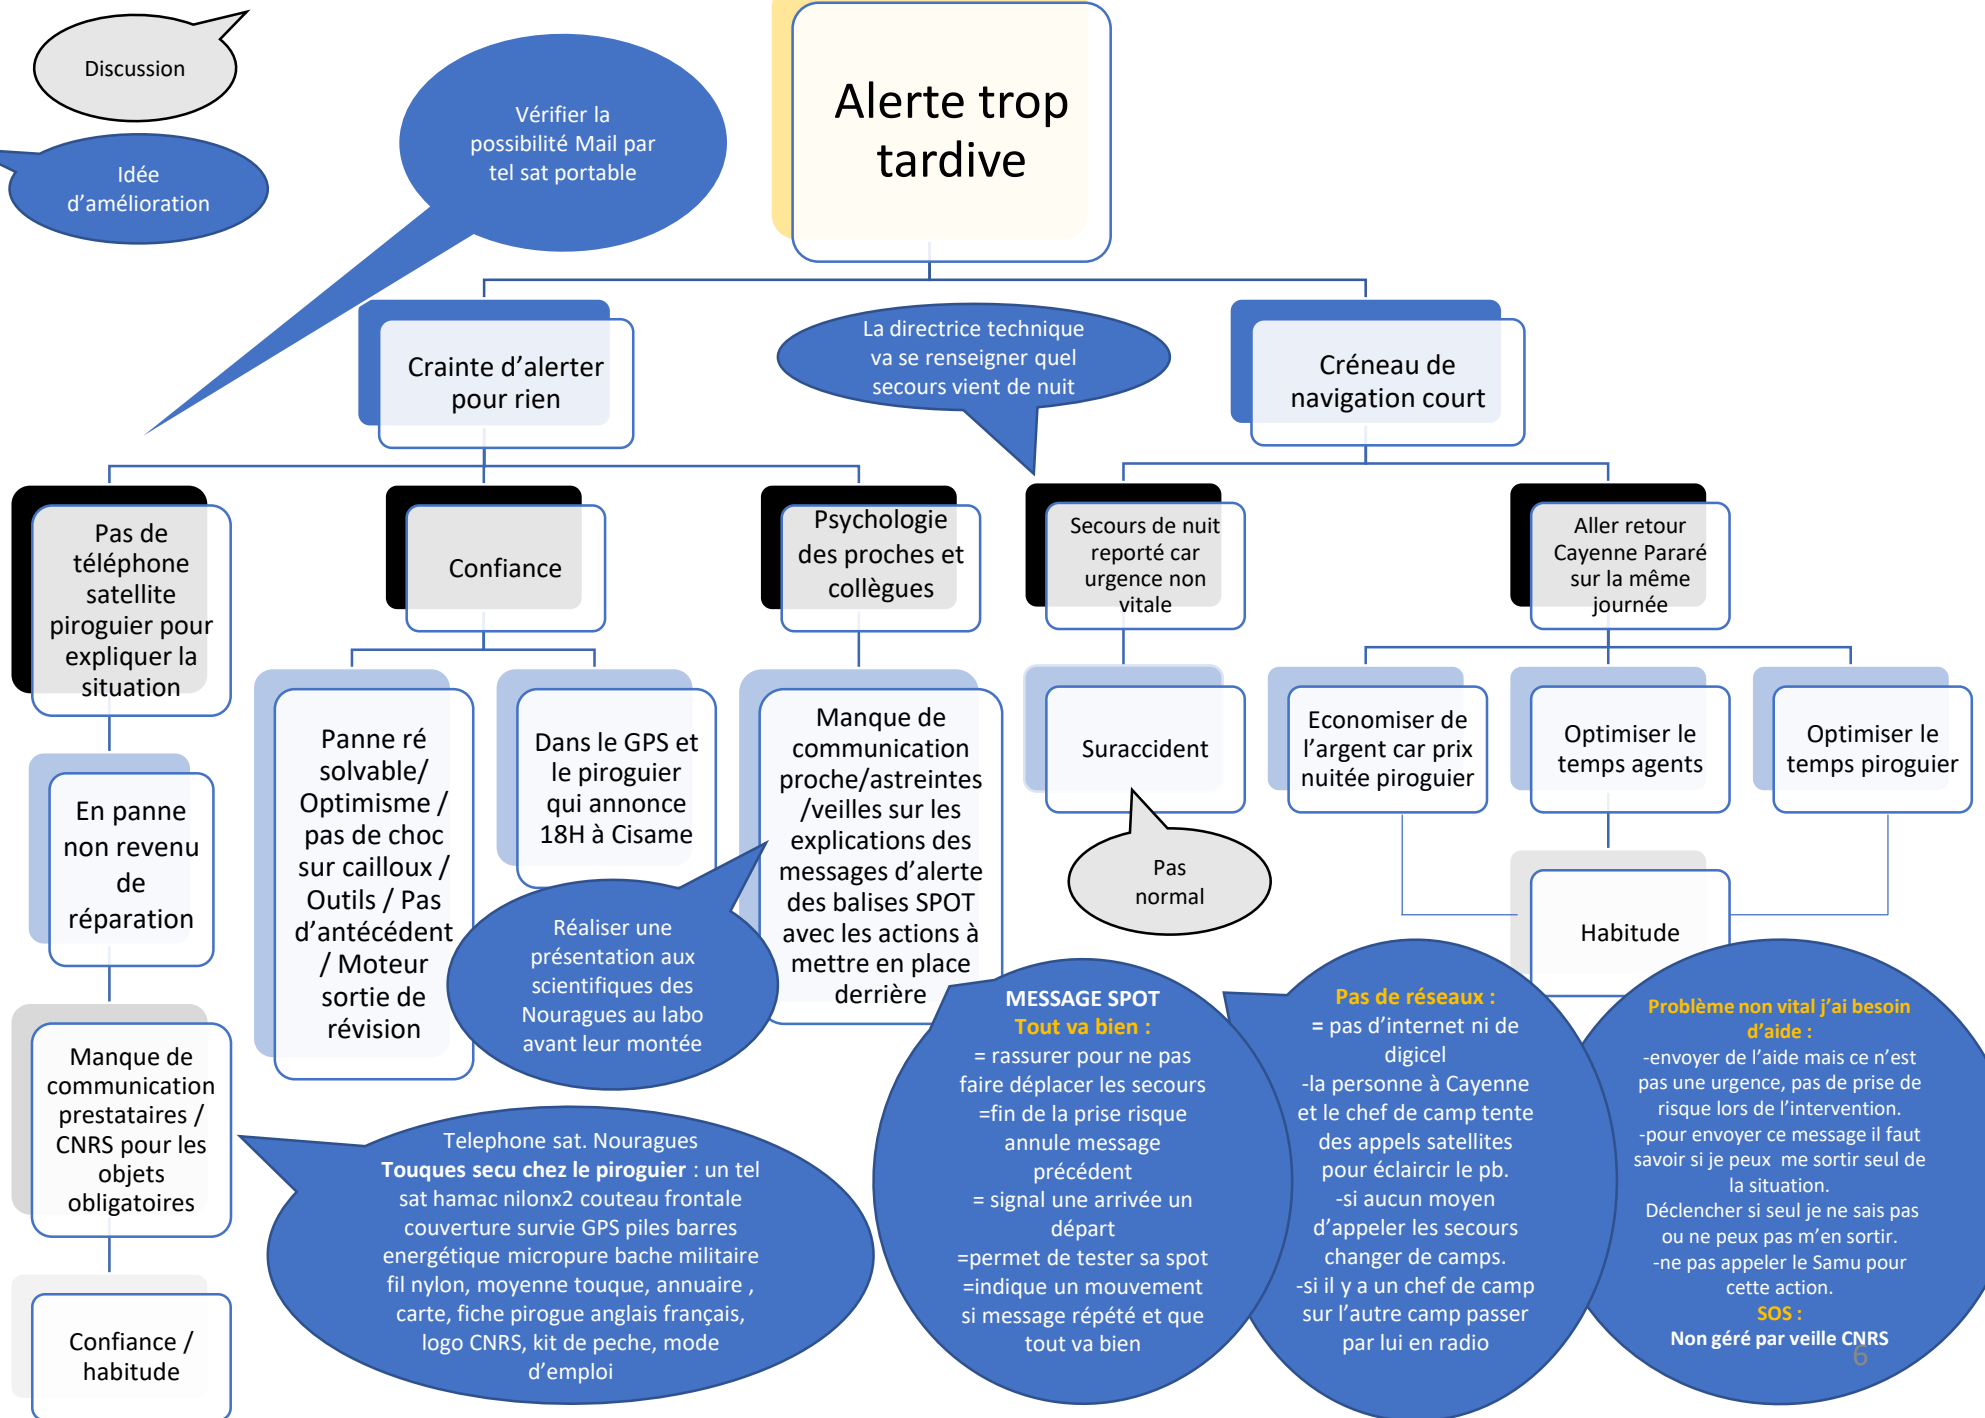 Discussion
Idée
d'amélioration
Vérifier la
possibilité Mail par
tel sat portable
Alerte trop
tardive
Crainte d'alerter
pour rien
La directrice technique
va se renseigner quel
secours vient de nuit
Créneau de
navigation court
Pas de
téléphone
satellite
piroguier pour
expliquer la
situation
Confiance
Psychologie
des proches et
collègues
Secours de nuit
reporté car
urgence non
vitale
Aller retour
Cayenne Pararé
sur la même
journée
En panne
non revenu
de
réparation
Panne ré
solvable/
Optimisme /
pas de choc
sur cailloux /
Outils / Pas
d'antécédent
/ Moteur
sortie de
révision
Dans le GPS et
le piroguier
qui annonce
18H à Cisame
Manque de
communication
proche/astreintes
/veilles sur les
explications des
messages d'alerte
des balises SPOT
avec les actions à
mettre en place
derrière
Suraccident
Economiser de
l'argent car prix
nuitée piroguier
Optimiser le
temps agents
Optimiser le
temps piroguier
Pas
normal
Habitude
Réaliser une
présentation aux
scientifiques des
Nouragues au labo
avant leur montée
Manque de
communication
prestataires /
CNRS pour les
objets
obligatoires
Confiance /
habitude
Telephone sat. Nouragues
Touques secu chez le piroguier : un tel
sat hamac nilonx2 couteau frontale
couverture survie GPS piles barres
energétique micropure bache militaire
fil nylon, moyenne touque, annuaire ,
carte, fiche pirogue anglais français,
logo CNRS, kit de peche, mode
d'emploi
MESSAGE SPOT
Tout va bien :
= rassurer pour ne pas
faire déplacer les secours
=fin de la prise risque
annule message
précédent
= signal une arrivée un
départ
=permet de tester sa spot
=indique un mouvement
si message répété et que
tout va bien
Pas de réseaux :
= pas d'internet ni de
digicel
-la personne à Cayenne
et le chef de camp tente
des appels satellites
pour éclaircir le pb.
-si aucun moyen
d'appeler les secours
changer de camps.
-si il y a un chef de camp
sur l'autre camp passer
par lui en radio
Problème non vital j'ai besoin
d'aide :
-envoyer de l'aide mais ce n'est
pas une urgence, pas de prise de
risque lors de l'intervention.
-pour envoyer ce message il faut
savoir si je peux  me sortir seul de
la situation.
Déclencher si seul je ne sais pas
ou ne peux pas m'en sortir.
-ne pas appeler le Samu pour
cette action.
SOS :
Non géré par veille CNRS
6